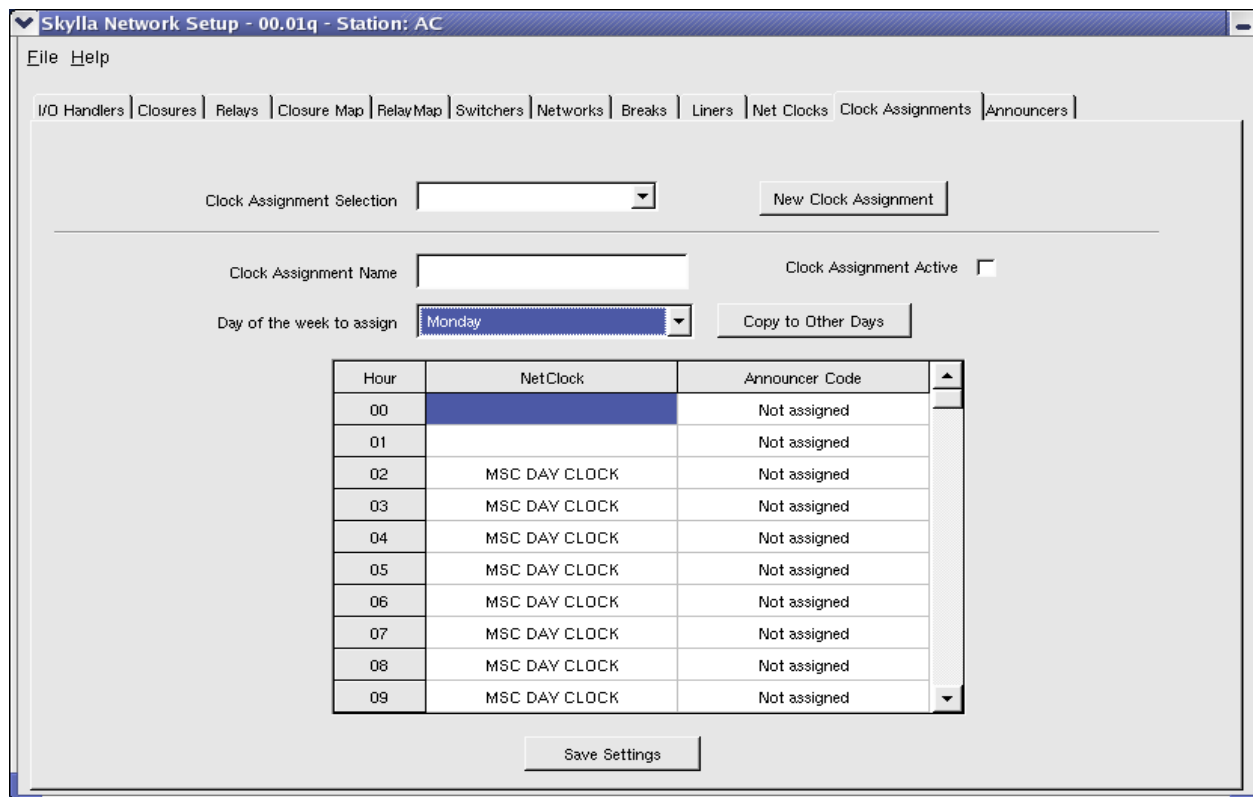 Skylla Network Setup - 00.01q - Station: AC
File Help
I/O Handlers Closures Relays Closure Map RelayMap Switchers Networks Breaks Liners Net Clocks Clock Assignments Announcers
Clock Assignment Selection New Clock Assignment
Clock Assignment Name Clock Assignment Active
Day of the week to assign Monday Copy to Other Days
Hour NetClock Announcer Code
00 Not assigned
01 Not assigned
02 MSC DAY CLOCK Not assigned
03 MSC DAY CLOCK Not assigned
04 MSC DAY CLOCK Not assigned
05 MSC DAY CLOCK Not assigned
06 MSC DAY CLOCK Not assigned
07 MSC DAY CLOCK Not assigned
08 MSC DAY CLOCK Not assigned
09 MSC DAY CLOCK Not assigned
Save Settings